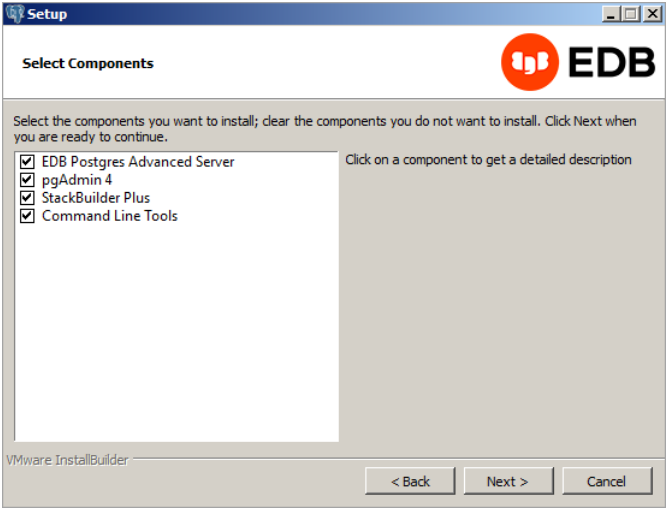 Setup
Select Components
EDB
Select the components you want to install; clear the components you do not want to install. Click Next when
you are ready to continue.
EDB Postgres Advanced Server
pgAdmin 4
StackBuilder Plus
Command Line Tools
Click on a component to get a detailed description
VMware InstallBuilder
< Back
Next >
Cancel